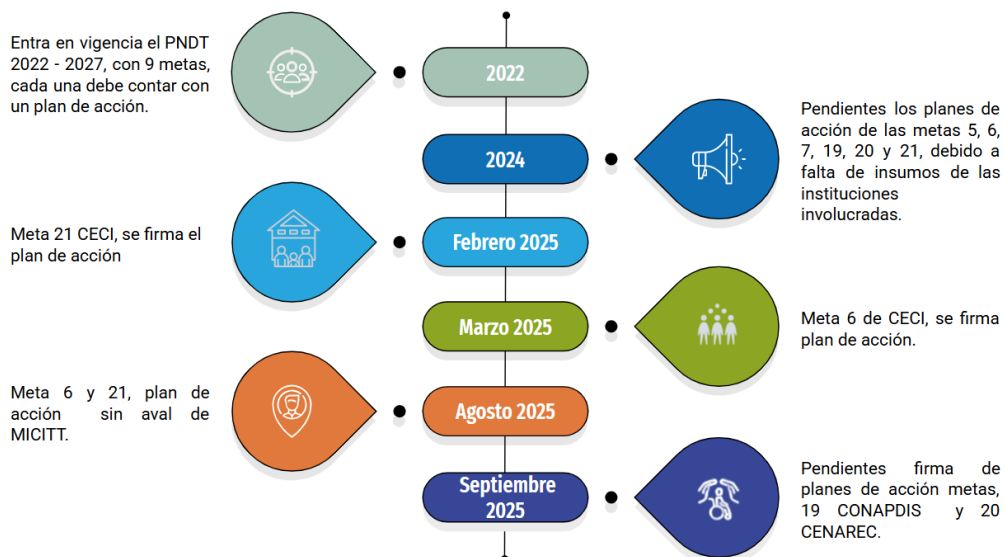 Entra en vigencia el PNDT
2022 - 2027, con 9 metas,
cada una debe contar con
un plan de acción.
2022
2024
Pendientes los planes de
acción de las metas 5, 6,
7, 19, 20 y 21, debido a
falta de insumos de las
instituciones
involucradas.
Meta 21 CECI, se firma el
plan de acción
Febrero 2025
Marzo 2025
Meta 6 de CECI, se firma
plan de acción.
Meta 6 y 21, plan de
acción sin aval de
MICITT.
Agosto 2025
Septiembre
2025
Pendientes firma de
planes de acción metas,
19 CONAPDIS y 20
CENAREC.